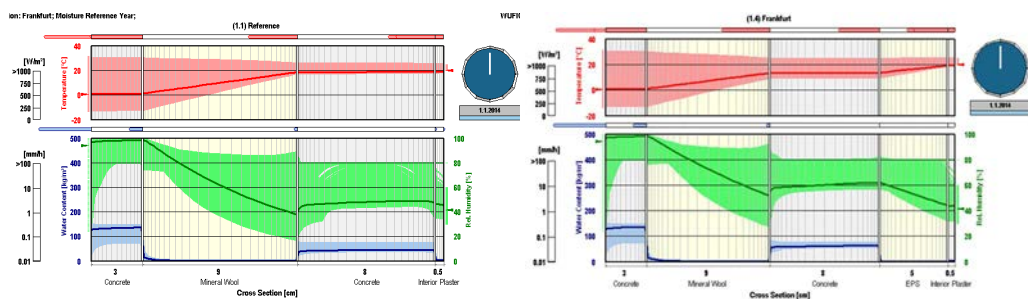 ion: Frankfurt; Moisture Reference Year;
(1.1) Reference
WUFI
[W/m²]
>1000
1000
500
0
Temperature [°C]
40
20
0
-20
1.1.2014
[mm/h]
>100
100
10
1
0.1
0.01
Water Content [kg/m³]
500
400
300
200
100
0
100
80
60
40
20
0
Rel. Humidity [%]
3
9
8
0.5
Concrete
Mineral Wool
Concrete
Interior Plaster
Cross Section [cm]
(1.4) Frankfurt
[W/m²]
>1000
1000
500
0
Temperature [°C]
40
20
0
-20
1.1.2014
[mm/h]
>100
100
10
1
0.1
0.01
Water Content [kg/m³]
500
400
300
200
100
0
100
80
60
40
20
0
Rel. Humidity [%]
3
9
8
5
0.5
Concrete
Mineral Wool
Concrete
EPS
Interior Plaster
Cross Section [cm]